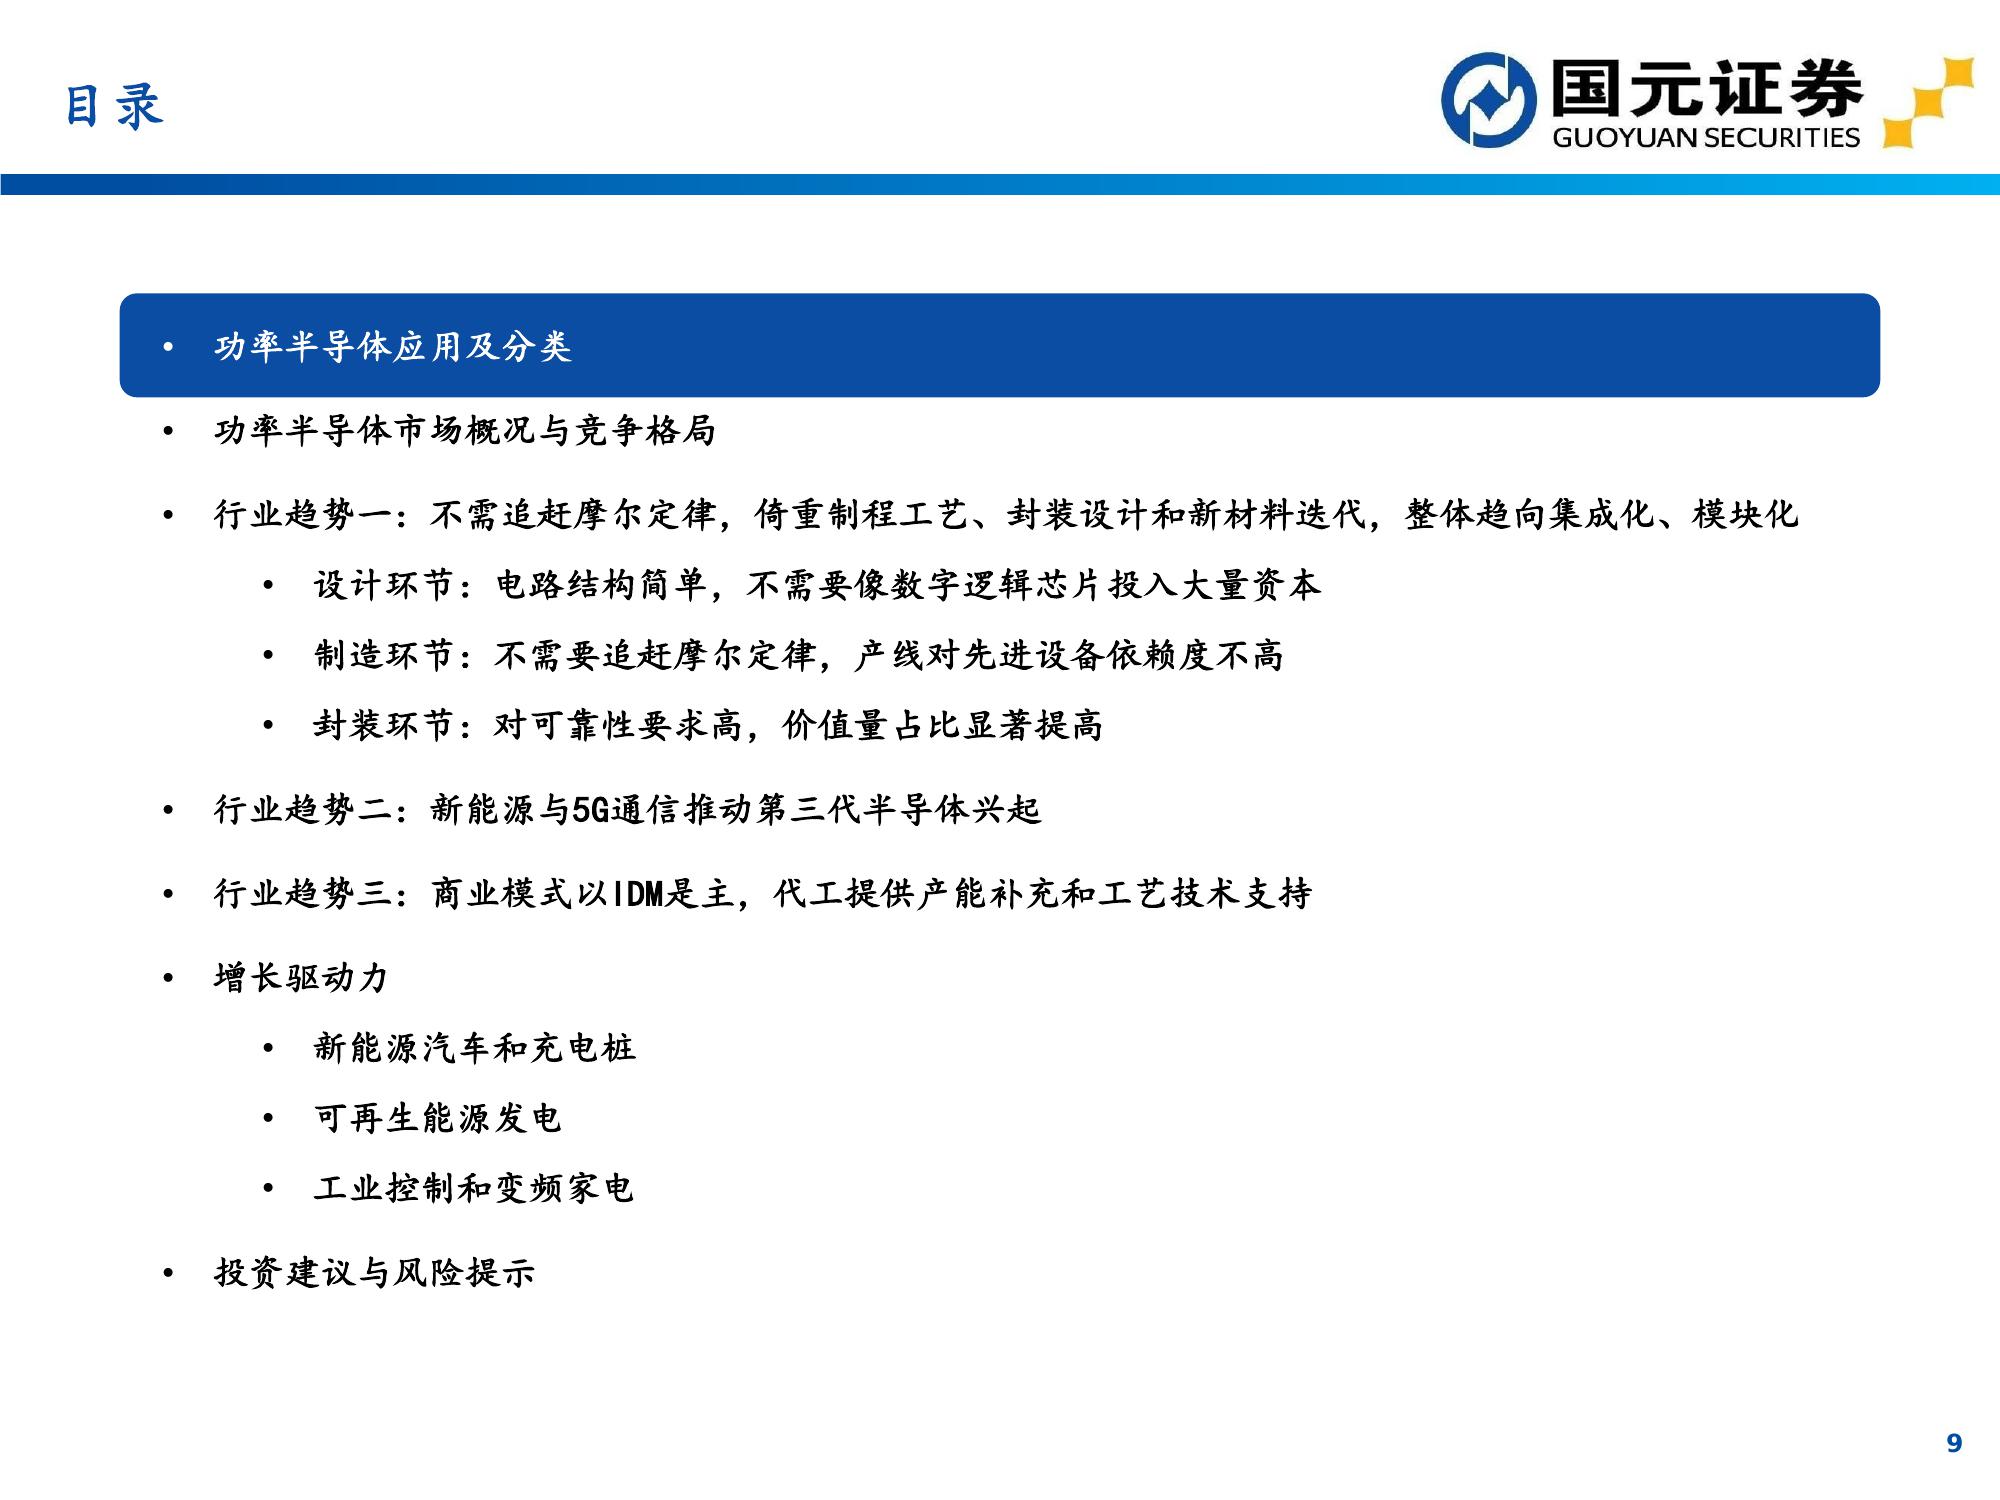 目录
国元证券
GUOYUAN SECURITIES
• 功率半导体应用及分类
• 功率半导体市场概况与竞争格局
• 行业趋势一：不需追赶摩尔定律，倚重制程工艺、封装设计和新材料迭代，整体趋向集成化、模块化
• 设计环节：电路结构简单，不需要像数字逻辑芯片投入大量资本
• 制造环节：不需要追赶摩尔定律，产线对先进设备依赖度不高
• 封装环节：对可靠性要求高，价值量占比显著提高
• 行业趋势二：新能源与5G通信推动第三代半导体兴起
• 行业趋势三：商业模式以IDM是主，代工提供产能补充和工艺技术支持
• 增长驱动力
• 新能源汽车和充电桩
• 可再生能源发电
• 工业控制和变频家电
• 投资建议与风险提示
9